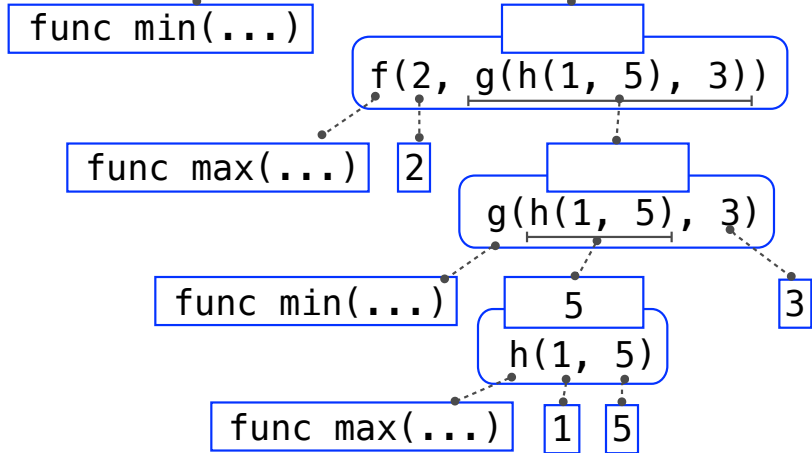 func min(...)
f(2, g(h(1, 5), 3))
func max(...)
2
g(h(1, 5), 3)
func min(...)
5
3
h(1, 5)
func max(...)
1
5